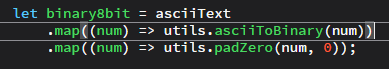 let binary8bit = asciiText
.map((num) => utils.asciiToBinary(num))
.map((num) => utils.padZero(num, 0));